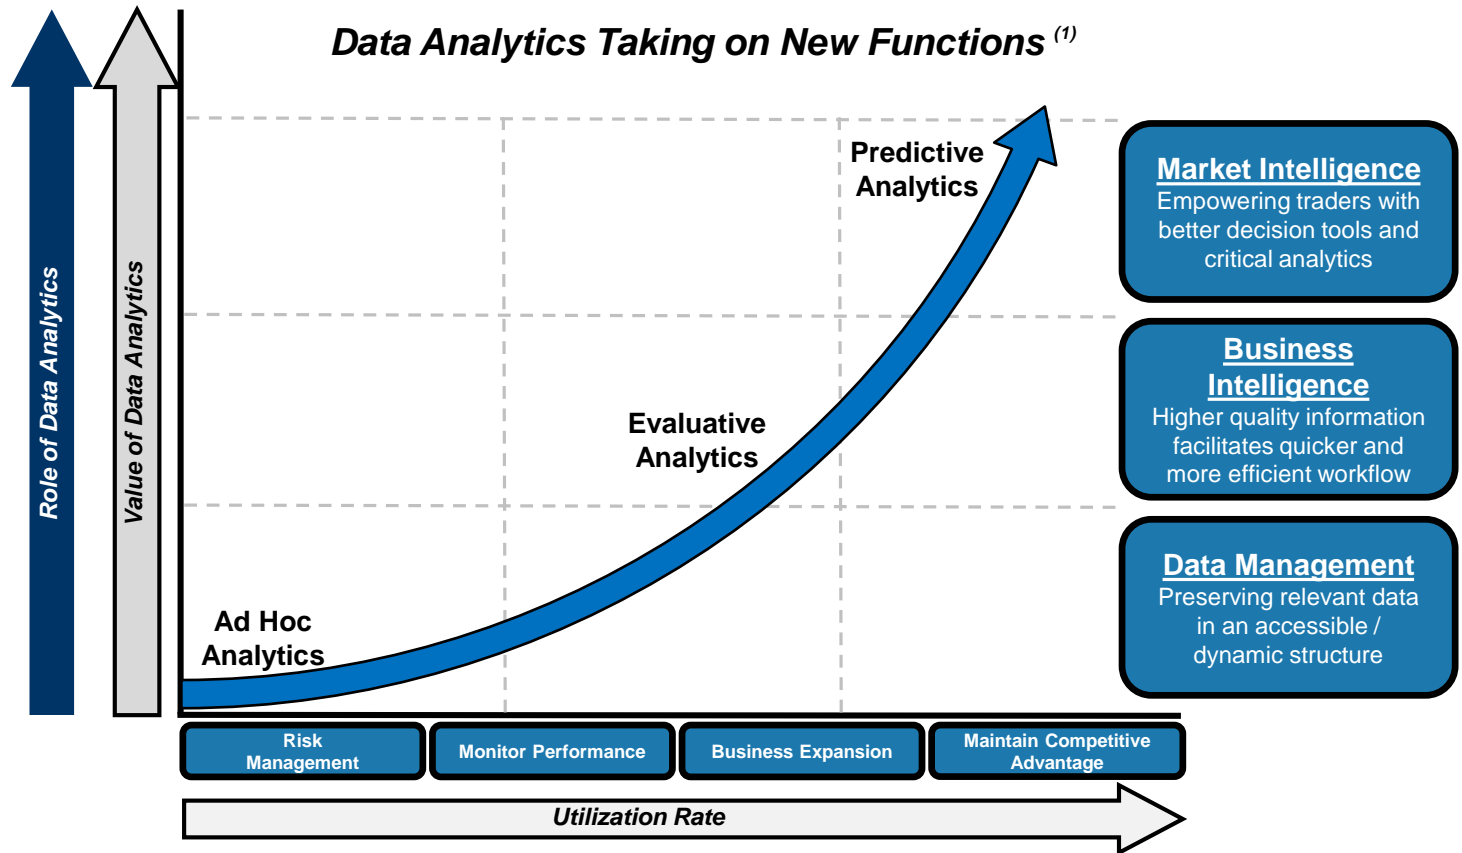 Data Analytics Taking on New Functions (1)
Role of Data Analytics
Value of Data Analytics
Predictive
Analytics
Evaluative
Analytics
Ad Hoc
Analytics
Market Intelligence
Empowering traders with
better decision tools and
critical analytics
Business
Intelligence
Higher quality information
facilitates quicker and
more efficient workflow
Data Management
Preserving relevant data
in an accessible /
dynamic structure
Risk
Management
Monitor Performance
Business Expansion
Maintain Competitive
Advantage
Utilization Rate